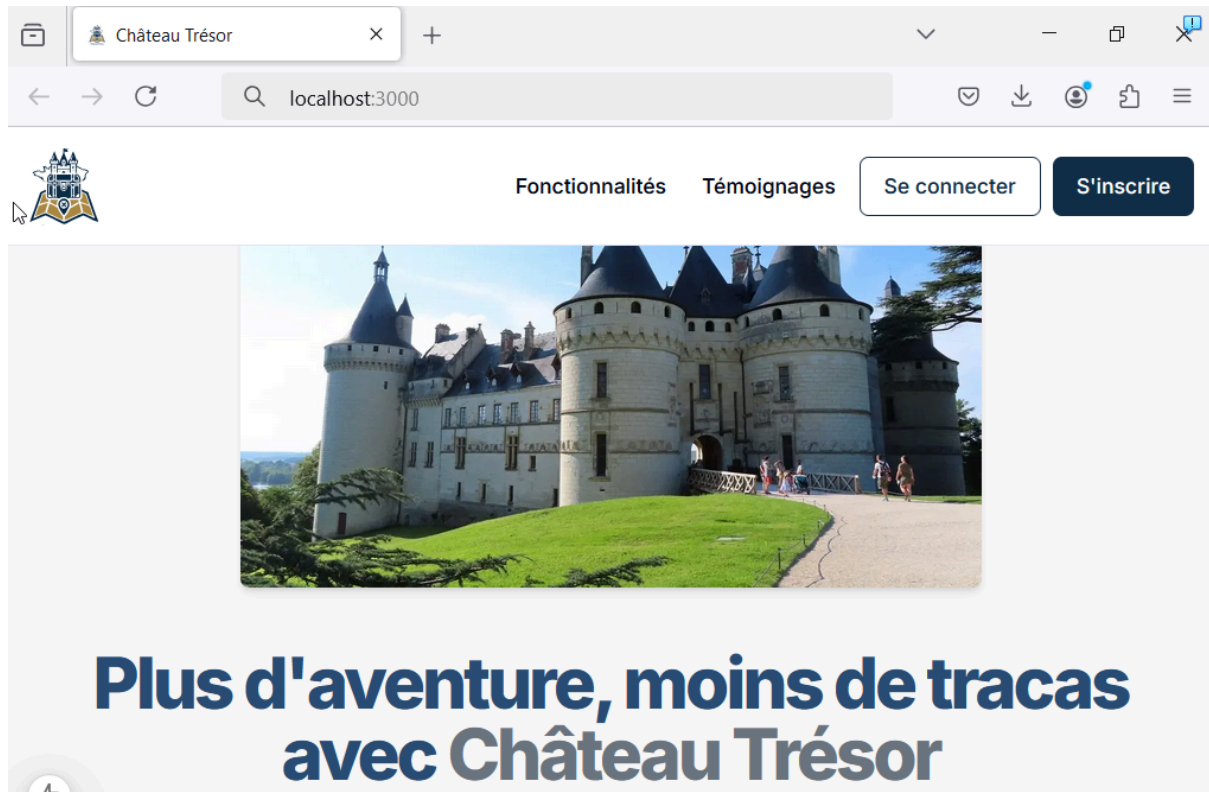 Château Trésor
localhost:3000
Fonctionnalités Témoignages Se connecter S'inscrire
Plus d'aventure, moins de tracas
avec Château Trésor